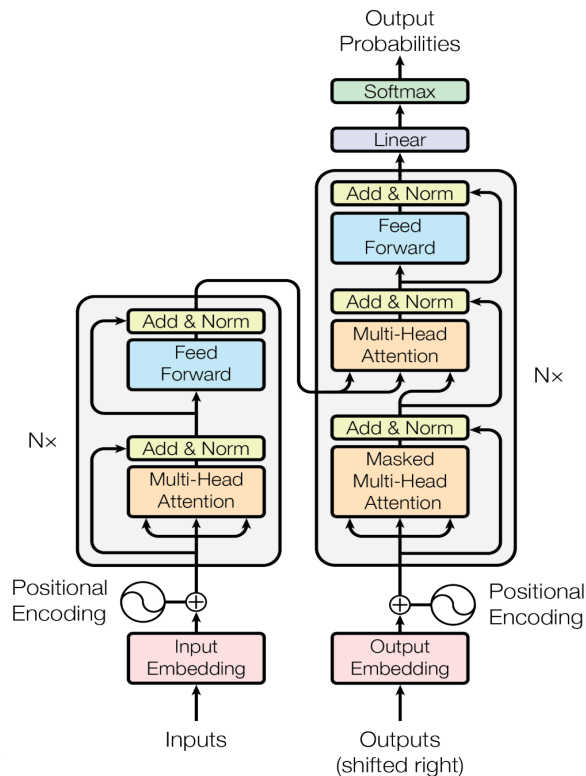 Output
Probabilities
Softmax
Linear
Add & Norm
Feed
Forward
Add & Norm
Multi-Head
Attention
Add & Norm
Masked
Multi-Head
Attention
N×
Add & Norm
Feed
Forward
Add & Norm
Multi-Head
Attention
N×
Positional
Encoding
Input
Embedding
Inputs
Positional
Encoding
Output
Embedding
Outputs
(shifted right)